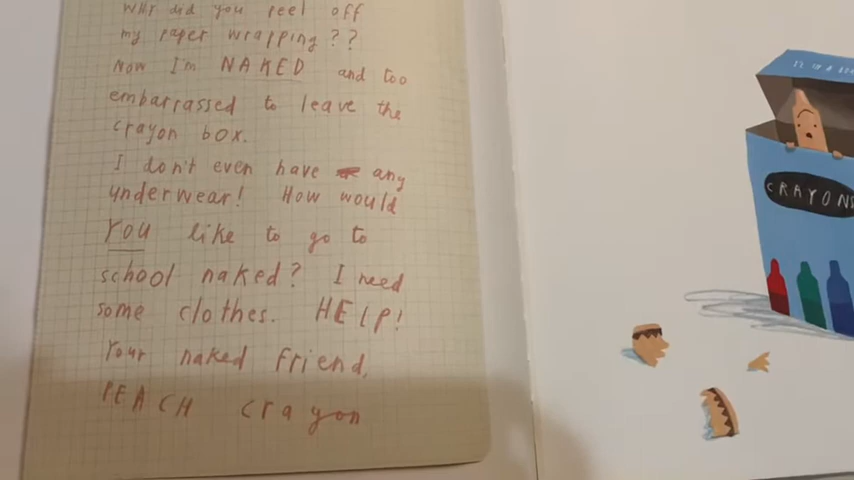 Why did you peel off
my paper wrapping??
Now I'm NAKED and too
embarrassed to leave the
crayon box.
I don't even have any
underwear! How would
YOU like to go to
school naked? I need
some clothes. HElp!
Your naked friend,
PEACH crayon
CRAYONS